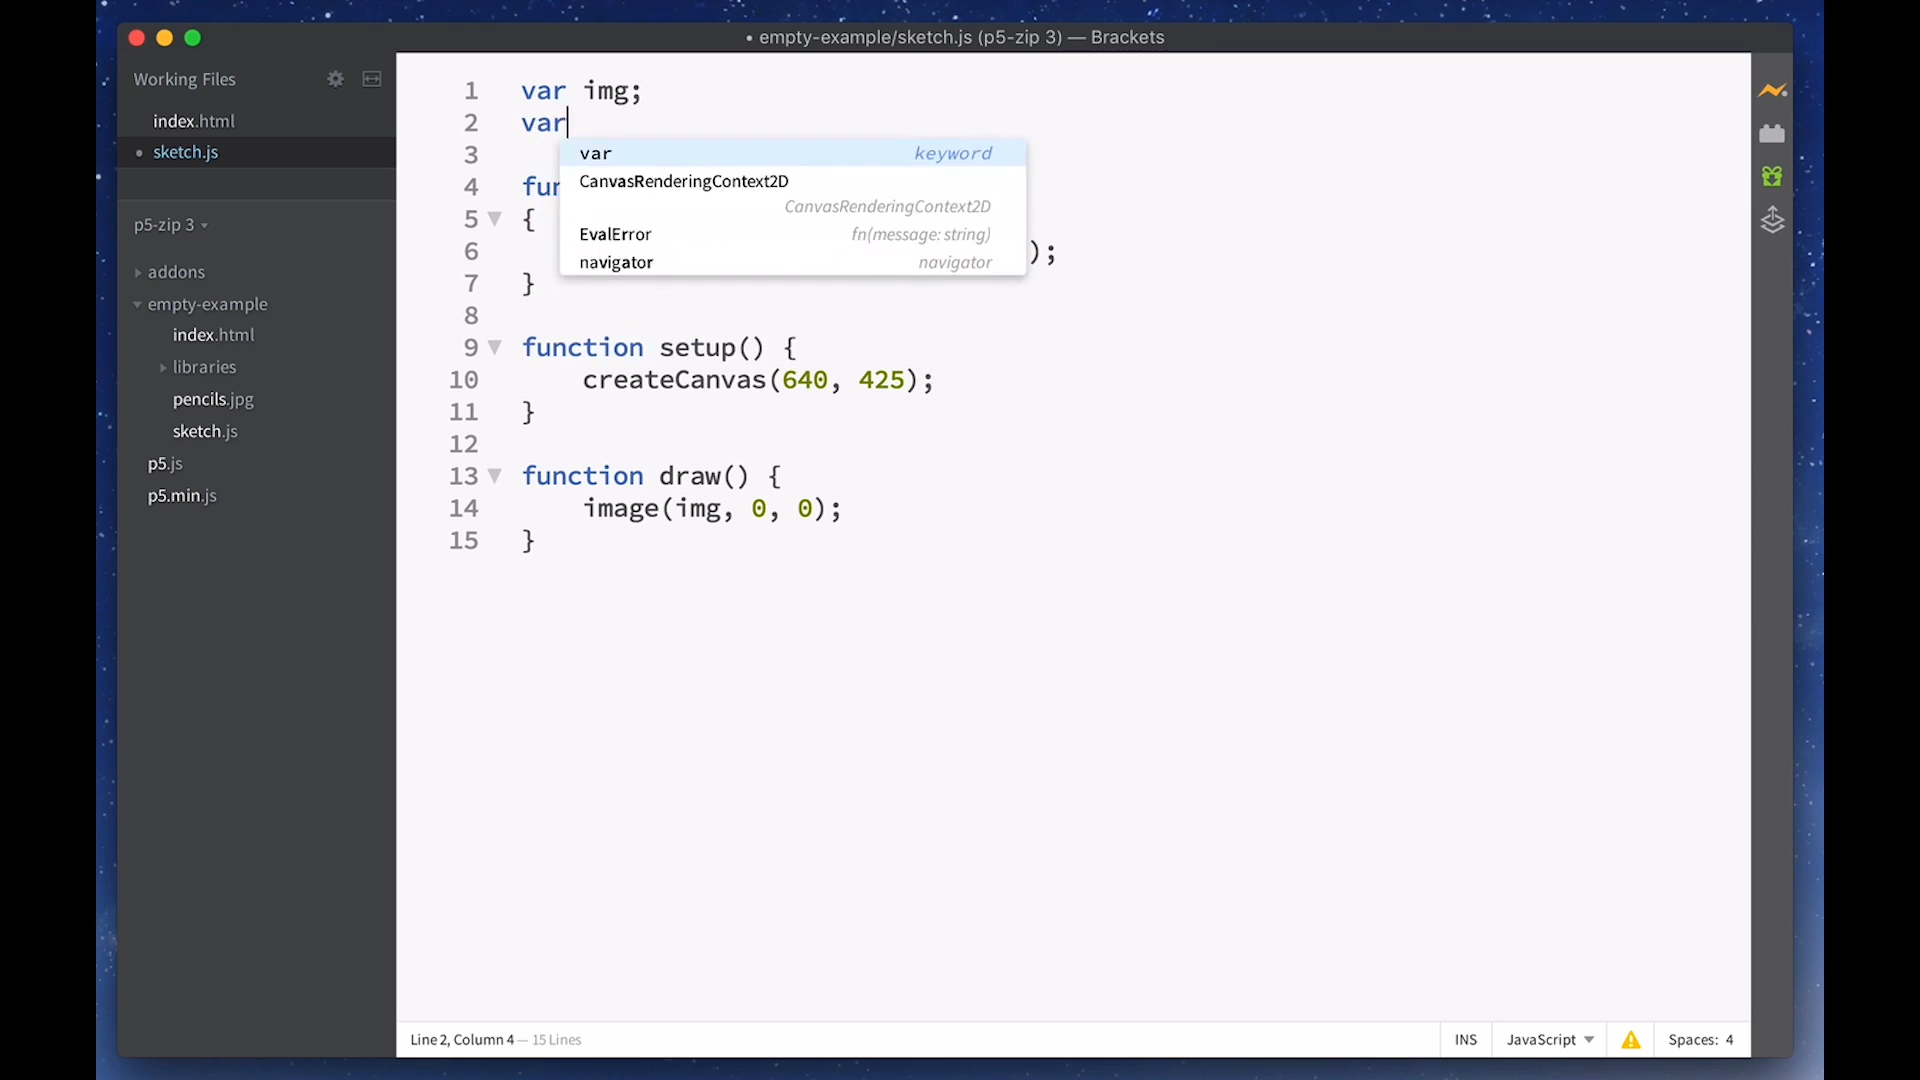 • empty-example/sketch.js (p5-zip 3) — Brackets
Working Files
index.html
• sketch.js
p5-zip 3
addons
empty-example
index.html
libraries
pencils.jpg
sketch.js
p5.js
p5.min.js
1 var img;
2 var
3
4 fun
5 {
6 );
7 }
8
9 function setup() {
10 createCanvas(640, 425);
11 }
12
13 function draw() {
14 image(img, 0, 0);
15 }
var keyword
CanvasRenderingContext2D
CanvasRenderingContext2D
EvalError fn(message: string)
navigator navigator
Line 2, Column 4 — 15 Lines
INS JavaScript Spaces: 4